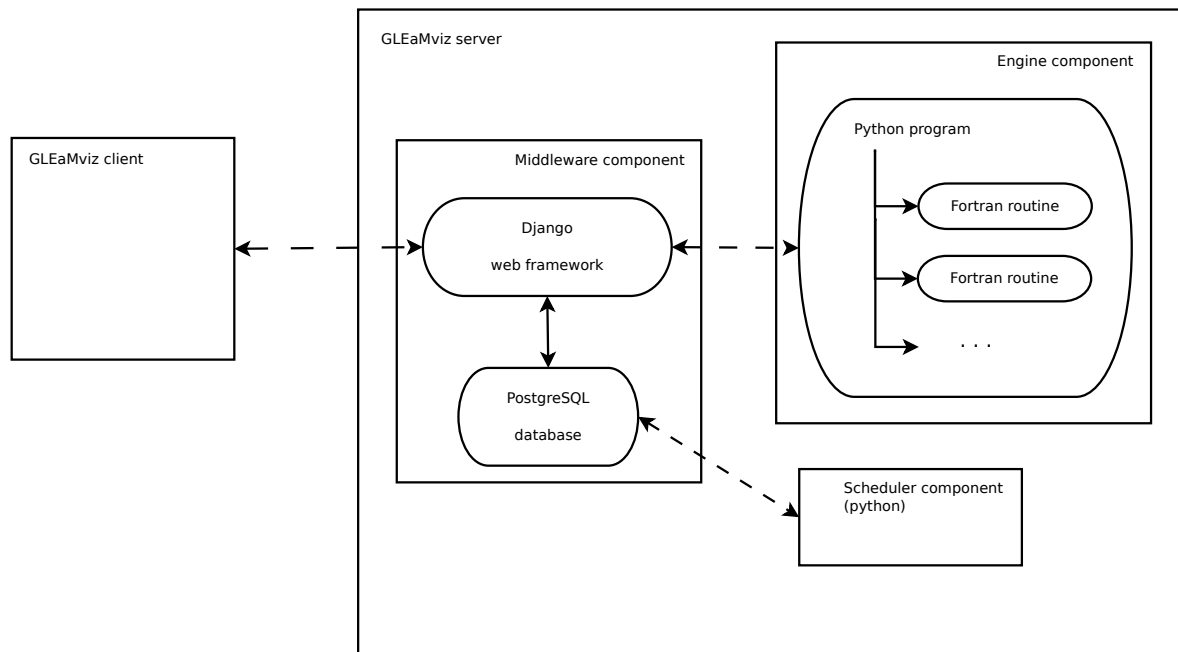 GLEaMviz server
Engine component
Python program
Fortran routine
Fortran routine
. . .
GLEaMviz client
Middleware component
Django
web framework
PostgreSQL
database
Scheduler component
(python)